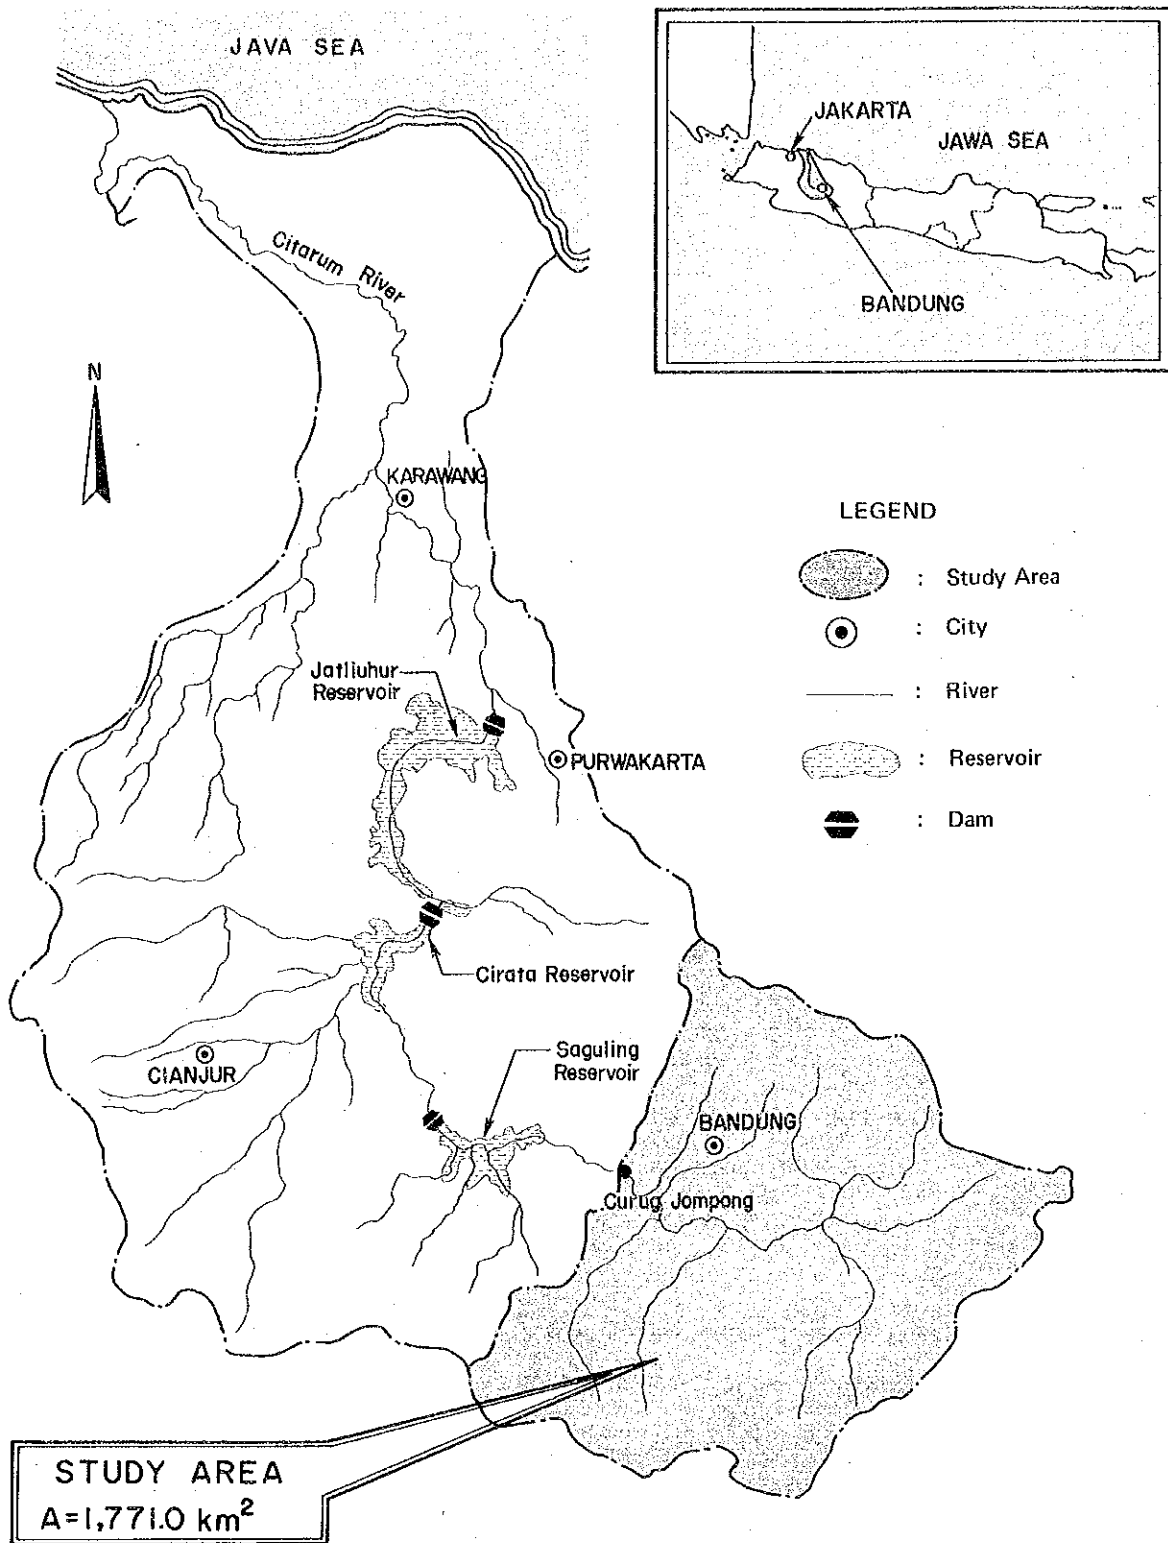 JAVA SEA
JAKARTA
JAWA SEA
BANDUNG
Citarum River
N
KARAWANG
LEGEND
: Study Area
: City
: River
: Reservoir
: Dam
Jatiluhur
Reservoir
PURWAKARTA
Cirata Reservoir
Saguling
Reservoir
CIANJUR
BANDUNG
Curug Jompong
STUDY AREA
A=1,771.0 km²